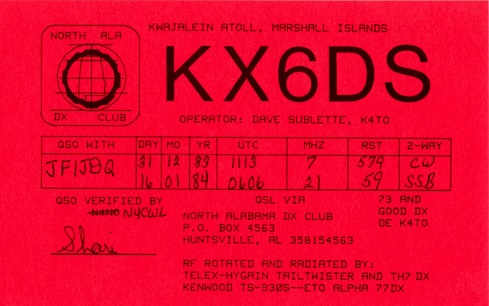 KWAJALEIN ATOLL, MARSHALL ISLANDS
NORTH ALA
DX CLUB
KX6DS
OPERATOR: DAVE SUBLETTE, K4TO
QSO WITH DAY MO YR UTC MHZ RST 2-WAY
JF1JDQ 31 12 83 1113 7 579 CW
16 01 84 0606 21 59 SSB
QSO VERIFIED BY
N4CWL
QSL VIA
NORTH ALABAMA DX CLUB
P.O. BOX 4563
HUNTSVILLE, AL 358154563
73 AND
GOOD DX
DE K4TO
RF ROTATED AND RADIATED BY:
TELEX-HYGAIN TAILTWISTER AND TH7 DX
KENWOOD TS-930S--ETO ALPHA 77DX